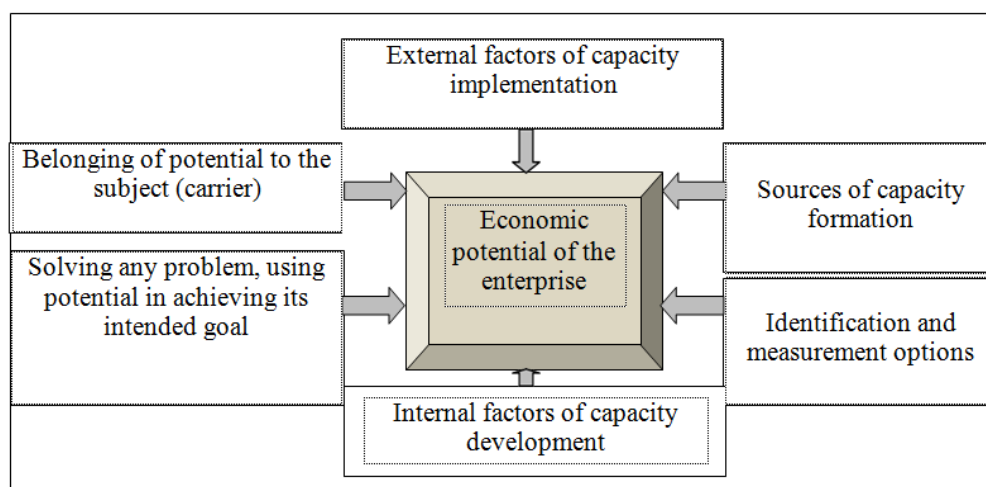 External factors of capacity
implementation
Belonging of potential to the
subject (carrier)
Sources of capacity
formation
Economic
potential of the
enterprise
Solving any problem, using
potential in achieving its
intended goal
Identification and
measurement options
Internal factors of capacity
development